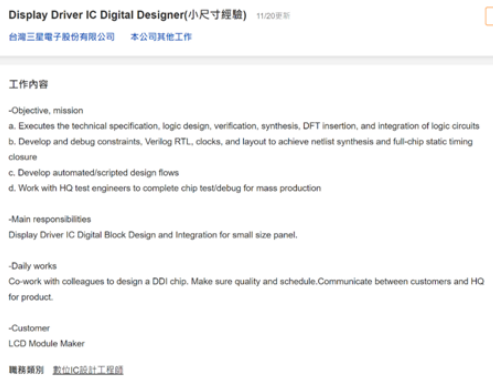 Display Driver IC Digital Designer(小尺寸經驗) 11/20更新
台灣三星電子股份有限公司 本公司其他工作
工作內容
-Objective, mission
a. Executes the technical specification, logic design, verification, synthesis, DFT insertion, and integration of logic circuits
b. Develop and debug constraints, Verilog RTL, clocks, and layout to achieve netlist synthesis and full-chip static timing
closure
c. Develop automated/scripted design flows
d. Work with HQ test engineers to complete chip test/debug for mass production
-Main responsibilities
Display Driver IC Digital Block Design and Integration for small size panel.
-Daily works
Co-work with colleagues to design a DDI chip. Make sure quality and schedule.Communicate between customers and HQ
for product.
-Customer
LCD Module Maker
職務類別 數位IC設計工程師